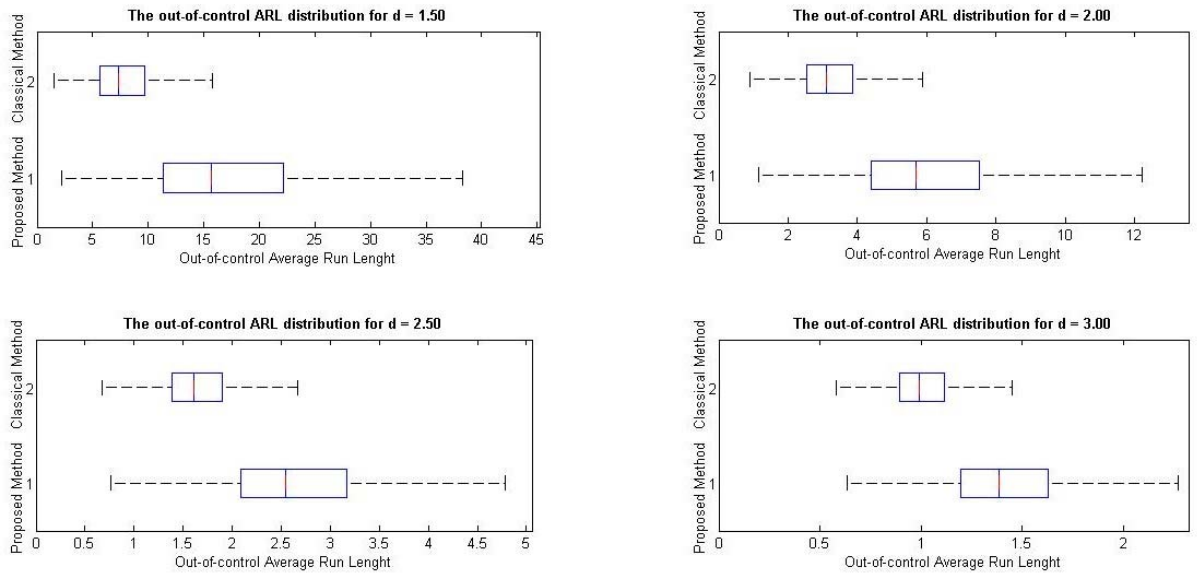 The out-of-control ARL distribution for d = 1.50
Classical Method
2
Proposed Method
1
0 5 10 15 20 25 30 35 40 45
Out-of-control Average Run Lenght
The out-of-control ARL distribution for d = 2.00
Classical Method
2
Proposed Method
1
0 2 4 6 8 10 12
Out-of-control Average Run Lenght
The out-of-control ARL distribution for d = 2.50
Classical Method
2
Proposed Method
1
0 0.5 1 1.5 2 2.5 3 3.5 4 4.5 5
Out-of-control Average Run Lenght
The out-of-control ARL distribution for d = 3.00
Classical Method
2
Proposed Method
1
0 0.5 1 1.5 2
Out-of-control Average Run Lenght